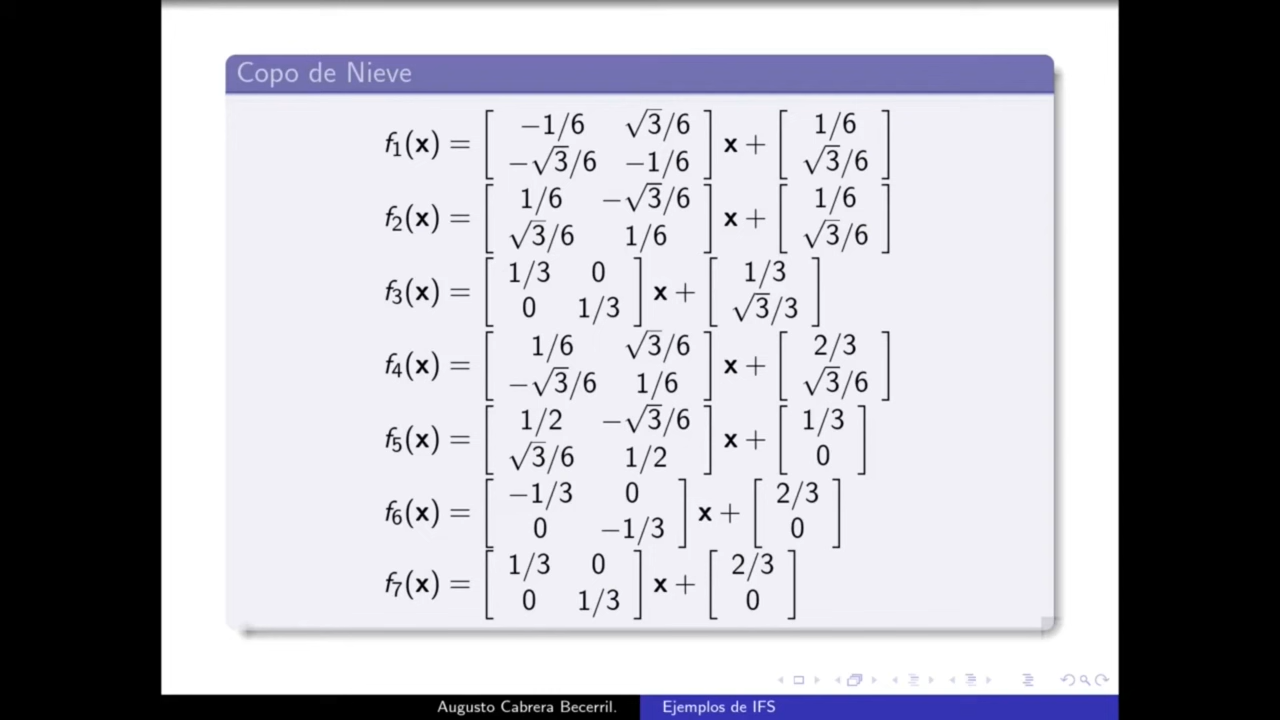 Copo de Nieve
f₁(x) = [ −1/6 √3/6 ; −√3/6 −1/6 ] x + [ 1/6 ; √3/6 ]
f₂(x) = [ 1/6 −√3/6 ; √3/6 1/6 ] x + [ 1/6 ; √3/6 ]
f₃(x) = [ 1/3 0 ; 0 1/3 ] x + [ 1/3 ; √3/3 ]
f₄(x) = [ 1/6 √3/6 ; −√3/6 1/6 ] x + [ 2/3 ; √3/6 ]
f₅(x) = [ 1/2 −√3/6 ; √3/6 1/2 ] x + [ 1/3 ; 0 ]
f₆(x) = [ −1/3 0 ; 0 −1/3 ] x + [ 2/3 ; 0 ]
f₇(x) = [ 1/3 0 ; 0 1/3 ] x + [ 2/3 ; 0 ]
Augusto Cabrera Becerril. Ejemplos de IFS